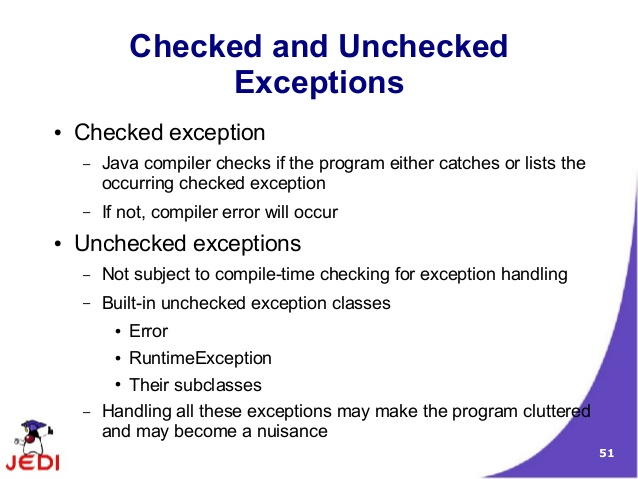 Checked and Unchecked
Exceptions
• Checked exception
– Java compiler checks if the program either catches or lists the
occurring checked exception
– If not, compiler error will occur
• Unchecked exceptions
– Not subject to compile-time checking for exception handling
– Built-in unchecked exception classes
• Error
• RuntimeException
• Their subclasses
– Handling all these exceptions may make the program cluttered
and may become a nuisance
JEDI
51